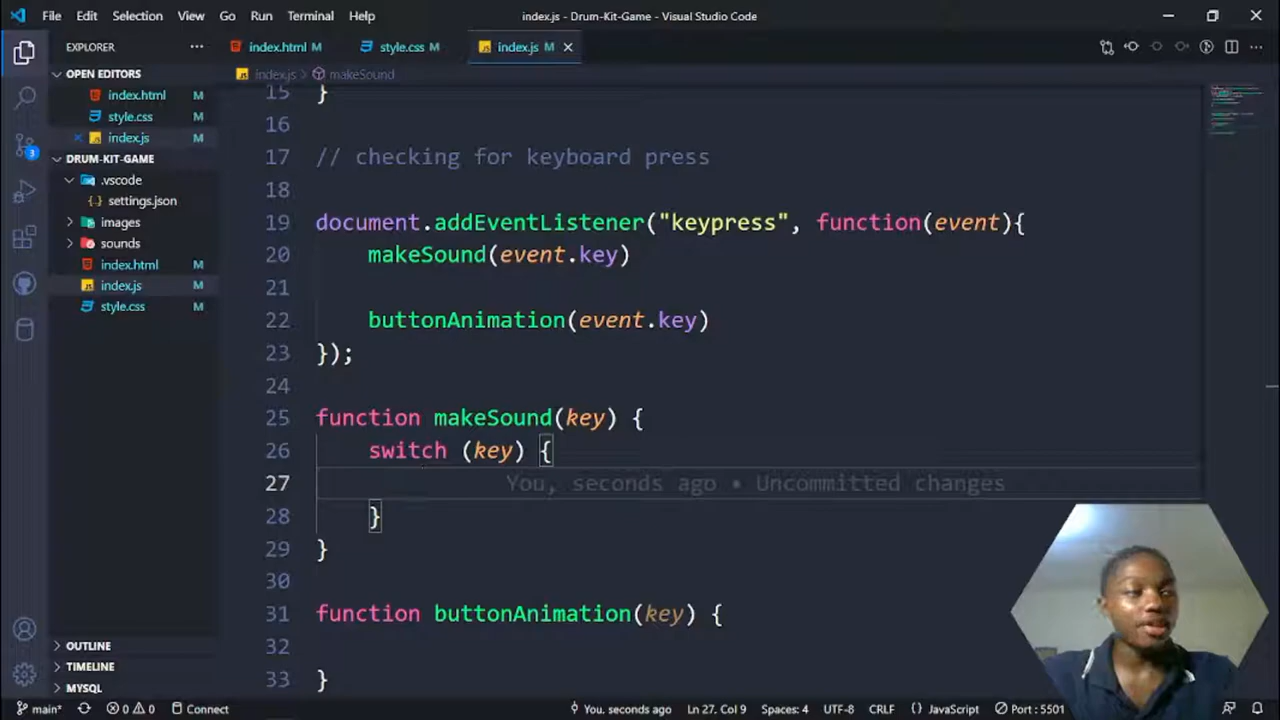 File Edit Selection View Go Run Terminal Help
index.js - Drum-Kit-Game - Visual Studio Code
EXPLORER
OPEN EDITORS
index.html M
style.css M
index.js M
DRUM-KIT-GAME
.vscode
settings.json
images
sounds
index.html M
index.js M
style.css M
OUTLINE
TIMELINE
MYSQL
3
index.html M style.css M index.js M
index.js makeSound
15 }
16
17 // checking for keyboard press
18
19 document.addEventListener("keypress", function(event){
20 makeSound(event.key)
21
22 buttonAnimation(event.key)
23 });
24
25 function makeSound(key) {
26 switch (key) {
27 You, seconds ago • Uncommitted changes
28 }
29 }
30
31 function buttonAnimation(key) {
32
33 }
main* 0 0 Connect You, seconds ago Ln 27, Col 9 Spaces: 4 UTF-8 CRLF {} JavaScript Port : 5501